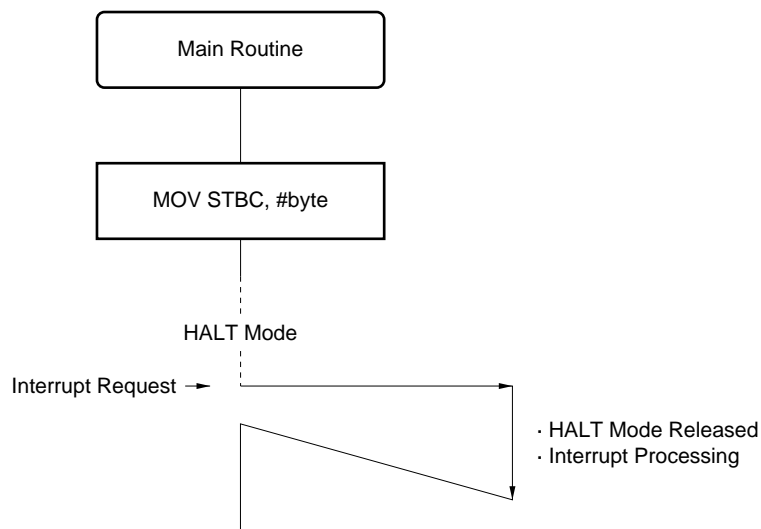 Main Routine
MOV STBC, #byte
HALT Mode
Interrupt Request
· HALT Mode Released
· Interrupt Processing